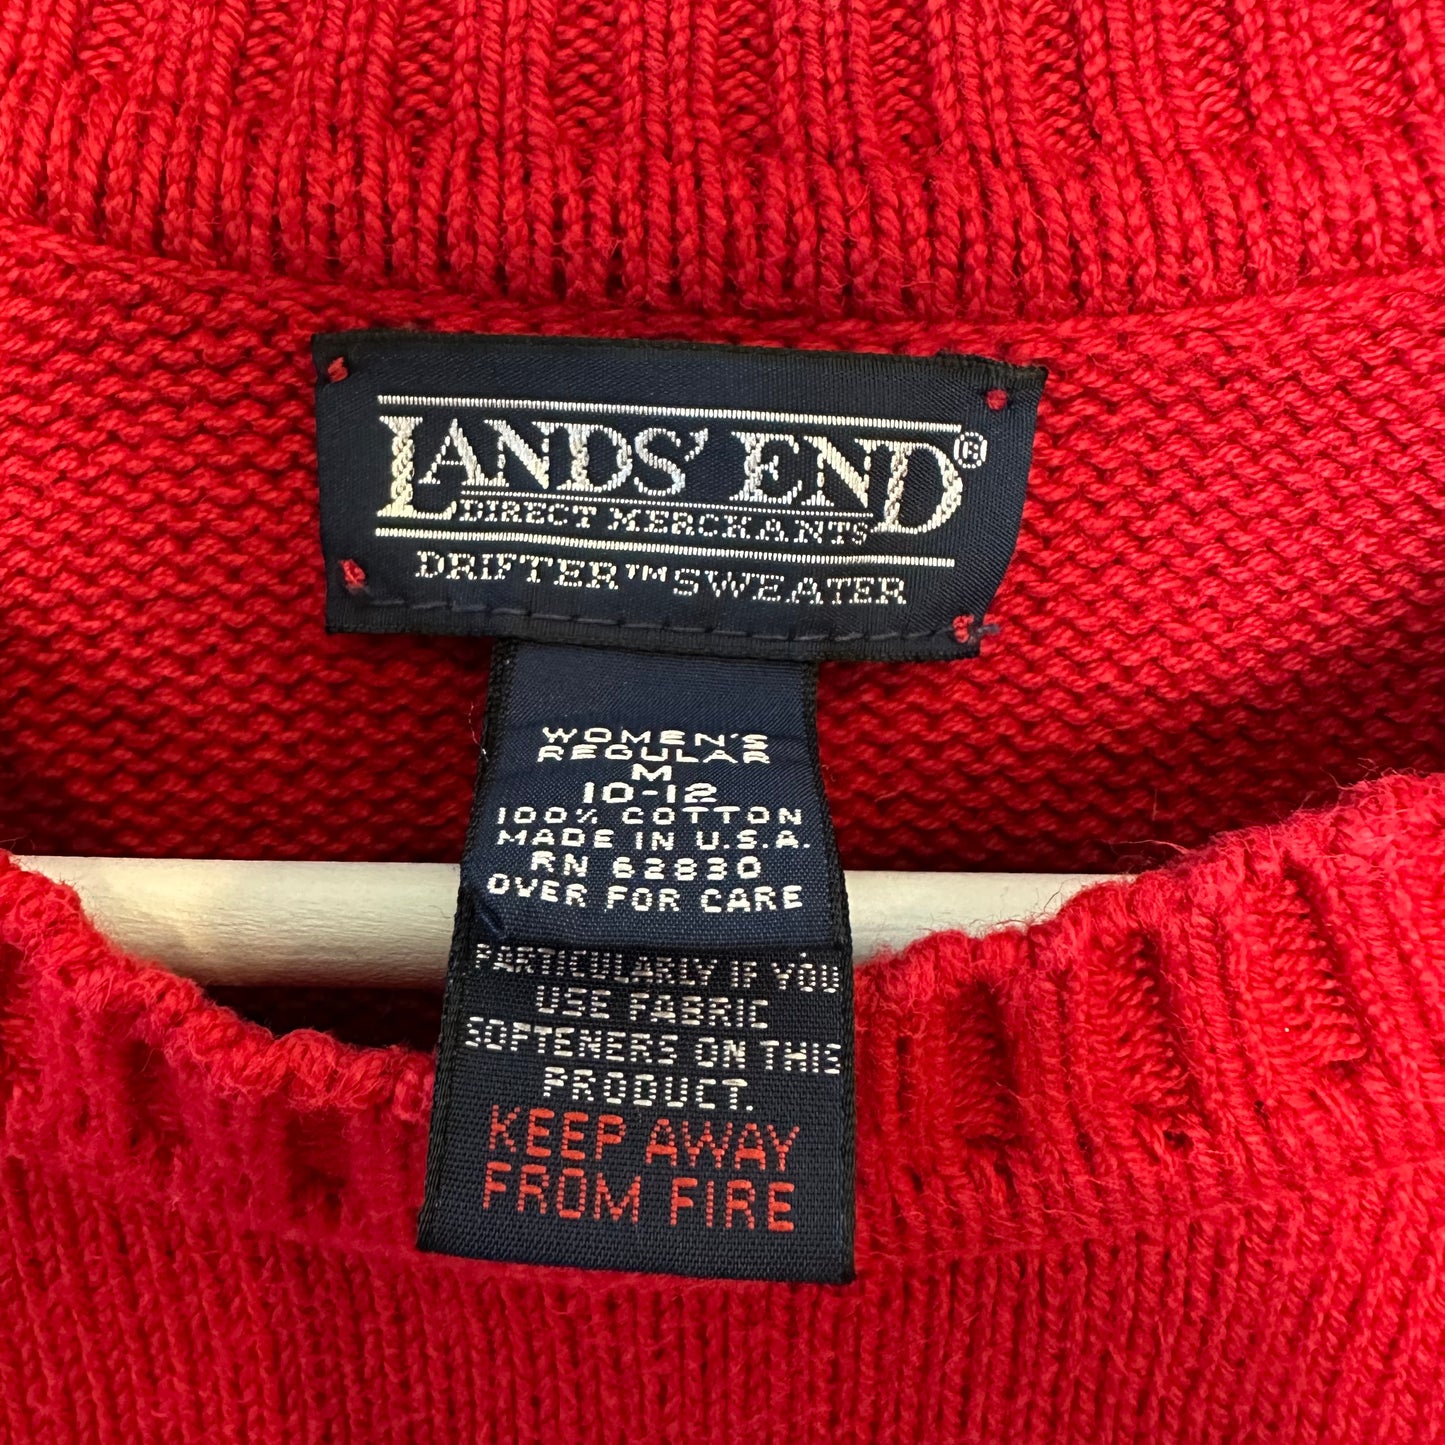 LANDS' END®
DIRECT MERCHANTS
DRIFTER™ SWEATER
WOMEN'S
REGULAR
M
10-12
100% COTTON
MADE IN U.S.A.
RN 62830
OVER FOR CARE
PARTICULARLY IF YOU
USE FABRIC
SOFTENERS ON THIS
PRODUCT.
KEEP AWAY
FROM FIRE